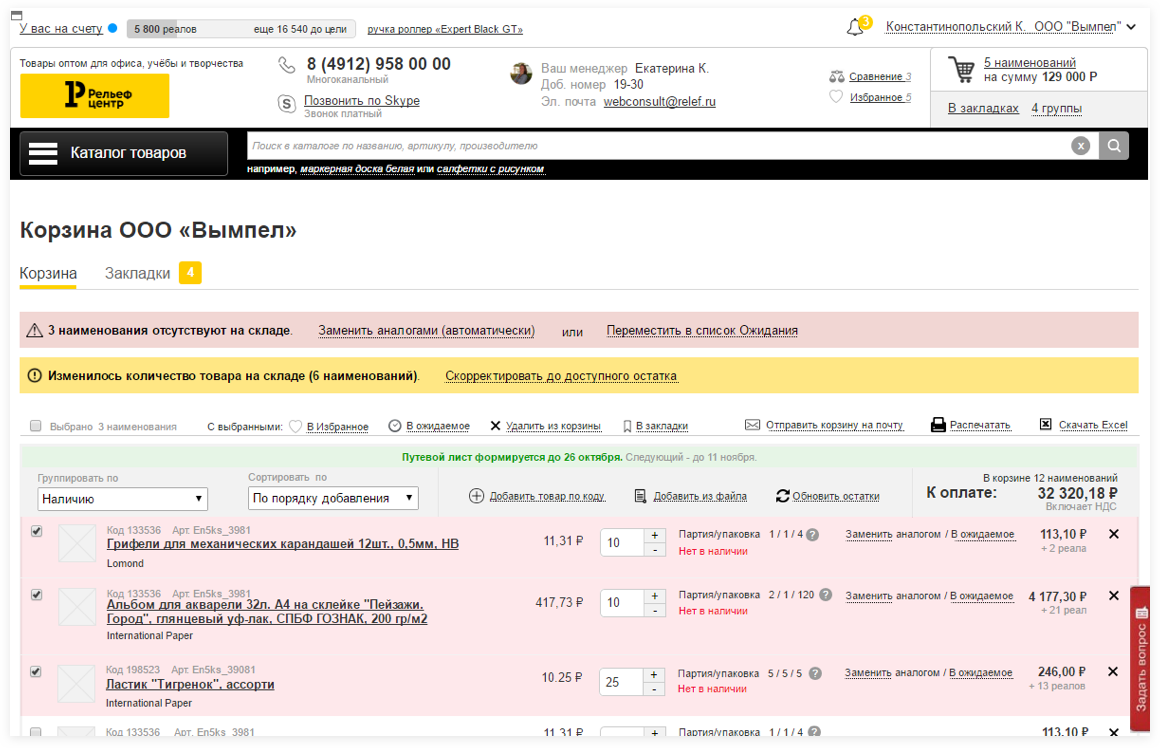 У вас на счету 5 800 реалов еще 16 540 до цели ручка роллер «Expert Black GT» 3 Константинопольский К. ООО "Вымпел"
Товары оптом для офиса, учёбы и творчества
Рельеф
центр
8 (4912) 958 00 00
Многоканальный
Позвонить по Skype
Звонок платный
Ваш менеджер Екатерина К.
Доб. номер 19-30
Эл. почта webconsult@relef.ru
Сравнение 3
Избранное 5
5 наименований
на сумму 129 000 Р
В закладках 4 группы
Каталог товаров
Поиск в каталоге по названию, артикулу, производителю
например, маркерная доска белая или салфетки с рисунком
Корзина ООО «Вымпел»
Корзина Закладки 4
3 наименования отсутствуют на складе. Заменить аналогами (автоматически) или Переместить в список Ожидания
Изменилось количество товара на складе (6 наименований). Скорректировать до доступного остатка
Выбрано 3 наименования С выбранными: В Избранное В ожидаемое Удалить из корзины В закладки Отправить корзину на почту Распечатать Скачать Excel
Путевой лист формируется до 26 октября. Следующий - до 11 ноября.
Группировать по
Наличию
Сортировать по
По порядку добавления
Добавить товар по коду Добавить из файла Обновить остатки
В корзине 12 наименований
К оплате: 32 320,18 ₽
Включает НДС
Код 133536 Арт. En5ks_3981
Грифели для механических карандашей 12шт., 0,5мм, HB
Lomond
11,31 ₽ 10 + -
Партия/упаковка 1 / 1 / 4 ?
Нет в наличии
Заменить аналогом / В ожидаемое
113,10 ₽
+ 2 реала
Код 133536 Арт. En5ks_3981
Альбом для акварели 32л. А4 на склейке "Пейзажи.
Город", глянцевый уф-лак, СПБФ ГОЗНАК, 200 гр/м2
International Paper
417,73 ₽ 10 + -
Партия/упаковка 2 / 1 / 120 ?
Нет в наличии
Заменить аналогом / В ожидаемое
4 177,30 ₽
+ 21 реал
Код 198523 Арт. En5ks_39081
Ластик "Тигренок", ассорти
International Paper
10.25 ₽ 25 + -
Партия/упаковка 5 / 5 / 5 ?
Нет в наличии
Заменить аналогом / В ожидаемое
246,00 ₽
+ 13 реалов
Задать вопрос
Код 133536 Арт. En5ks_3981 11,31 ₽ + Партия/упаковка 1 / 1 / 4 ? 113,10 ₽